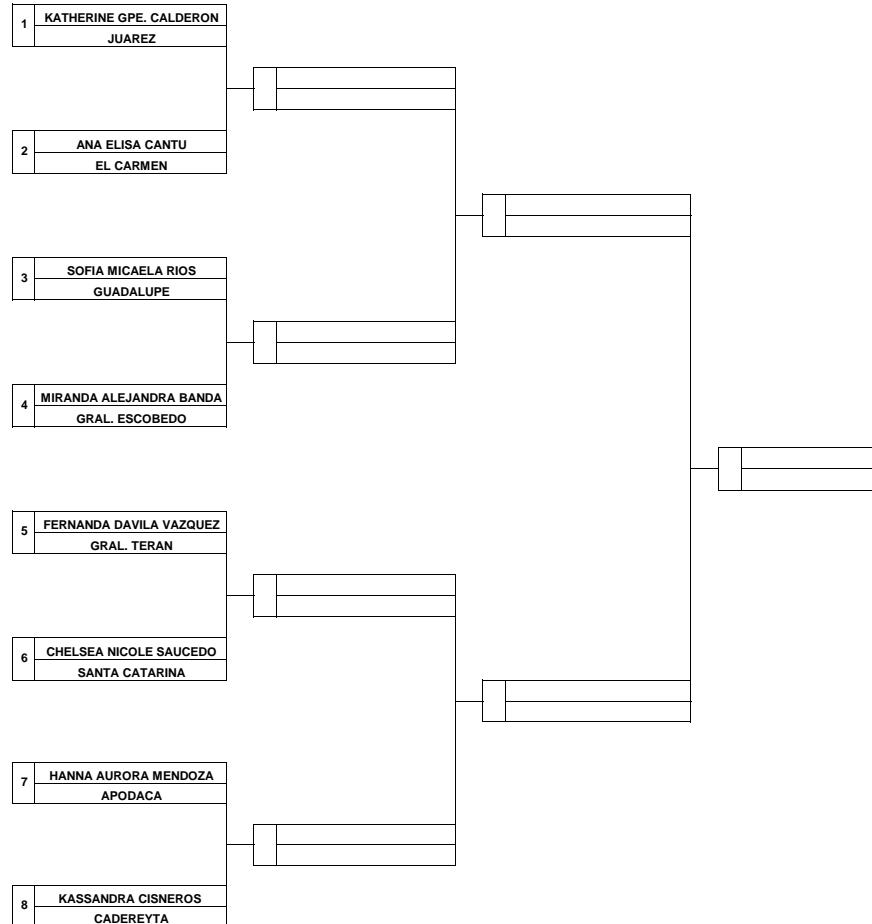 1
KATHERINE GPE. CALDERON
JUAREZ
2
ANA ELISA CANTU
EL CARMEN
3
SOFIA MICAELA RIOS
GUADALUPE
4
MIRANDA ALEJANDRA BANDA
GRAL. ESCOBEDO
5
FERNANDA DAVILA VAZQUEZ
GRAL. TERAN
6
CHELSEA NICOLE SAUCEDO
SANTA CATARINA
7
HANNA AURORA MENDOZA
APODACA
8
KASSANDRA CISNEROS
CADEREYTA